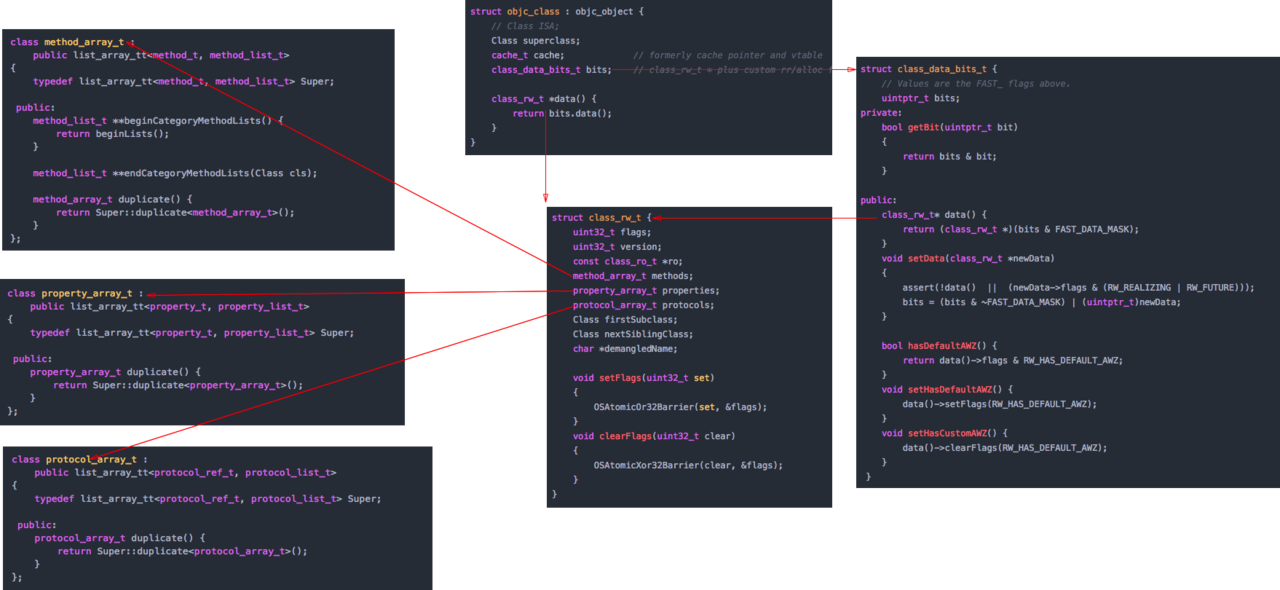 struct objc_class : objc_object {
// Class ISA;
Class superclass;
cache_t cache; // formerly cache pointer and vtable
class_data_bits_t bits; // class_rw_t = plus custom rr/alloc
class_rw_t *data() {
return bits.data();
}
}
class method_array_t :
public list_array_tt<method_t, method_list_t>
{
typedef list_array_tt<method_t, method_list_t> Super;
public:
method_list_t **beginCategoryMethodLists() {
return beginLists();
}
method_list_t **endCategoryMethodLists(Class cls);
method_array_t duplicate() {
return Super::duplicate<method_array_t>();
}
};
class property_array_t :
public list_array_tt<property_t, property_list_t>
{
typedef list_array_tt<property_t, property_list_t> Super;
public:
property_array_t duplicate() {
return Super::duplicate<property_array_t>();
}
};
class protocol_array_t :
public list_array_tt<protocol_ref_t, protocol_list_t>
{
typedef list_array_tt<protocol_ref_t, protocol_list_t> Super;
public:
protocol_array_t duplicate() {
return Super::duplicate<protocol_array_t>();
}
};
struct class_rw_t {
uint32_t flags;
uint32_t version;
const class_ro_t *ro;
method_array_t methods;
property_array_t properties;
protocol_array_t protocols;
Class firstSubclass;
Class nextSiblingClass;
char *demangledName;
void setFlags(uint32_t set)
{
OSAtomicOr32Barrier(set, &flags);
}
void clearFlags(uint32_t clear)
{
OSAtomicXor32Barrier(clear, &flags);
}
}
struct class_data_bits_t {
// Values are the FAST_ flags above.
uintptr_t bits;
private:
bool getBit(uintptr_t bit)
{
return bits & bit;
}
public:
class_rw_t* data() {
return (class_rw_t *)(bits & FAST_DATA_MASK);
}
void setData(class_rw_t *newData)
{
assert(!data() || (newData->flags & (RW_REALIZING | RW_FUTURE)));
bits = (bits & ~FAST_DATA_MASK) | (uintptr_t)newData;
}
bool hasDefaultAWZ() {
return data()->flags & RW_HAS_DEFAULT_AWZ;
}
void setHasDefaultAWZ() {
data()->setFlags(RW_HAS_DEFAULT_AWZ);
}
void setHasCustomAWZ() {
data()->clearFlags(RW_HAS_DEFAULT_AWZ);
}
}